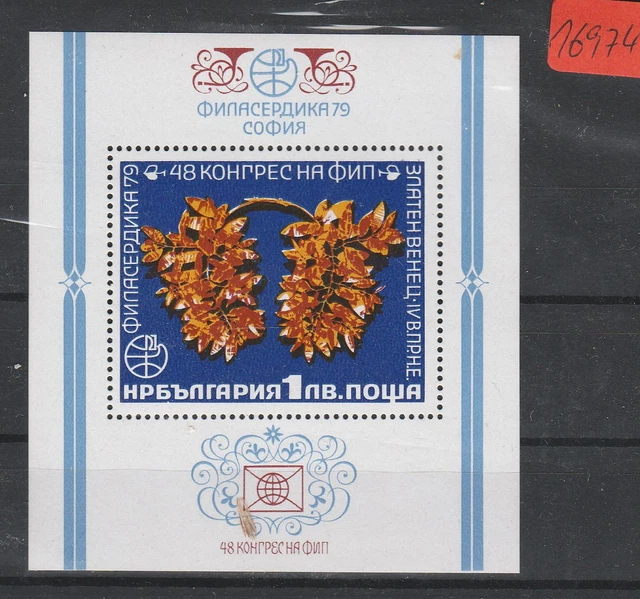 16974
ФИЛАСЕРДИКА 79
СОФИЯ
48 КОНГРЕС НА ФИП
ФИЛАСЕРДИКА 79
ЗЛАТЕН ВЕНЕЦ·IV В.ПР.Н.Е.
НРБЪЛГАРИЯ 1 ЛВ. ПОЩА
48 КОНГРЕС НА ФИП